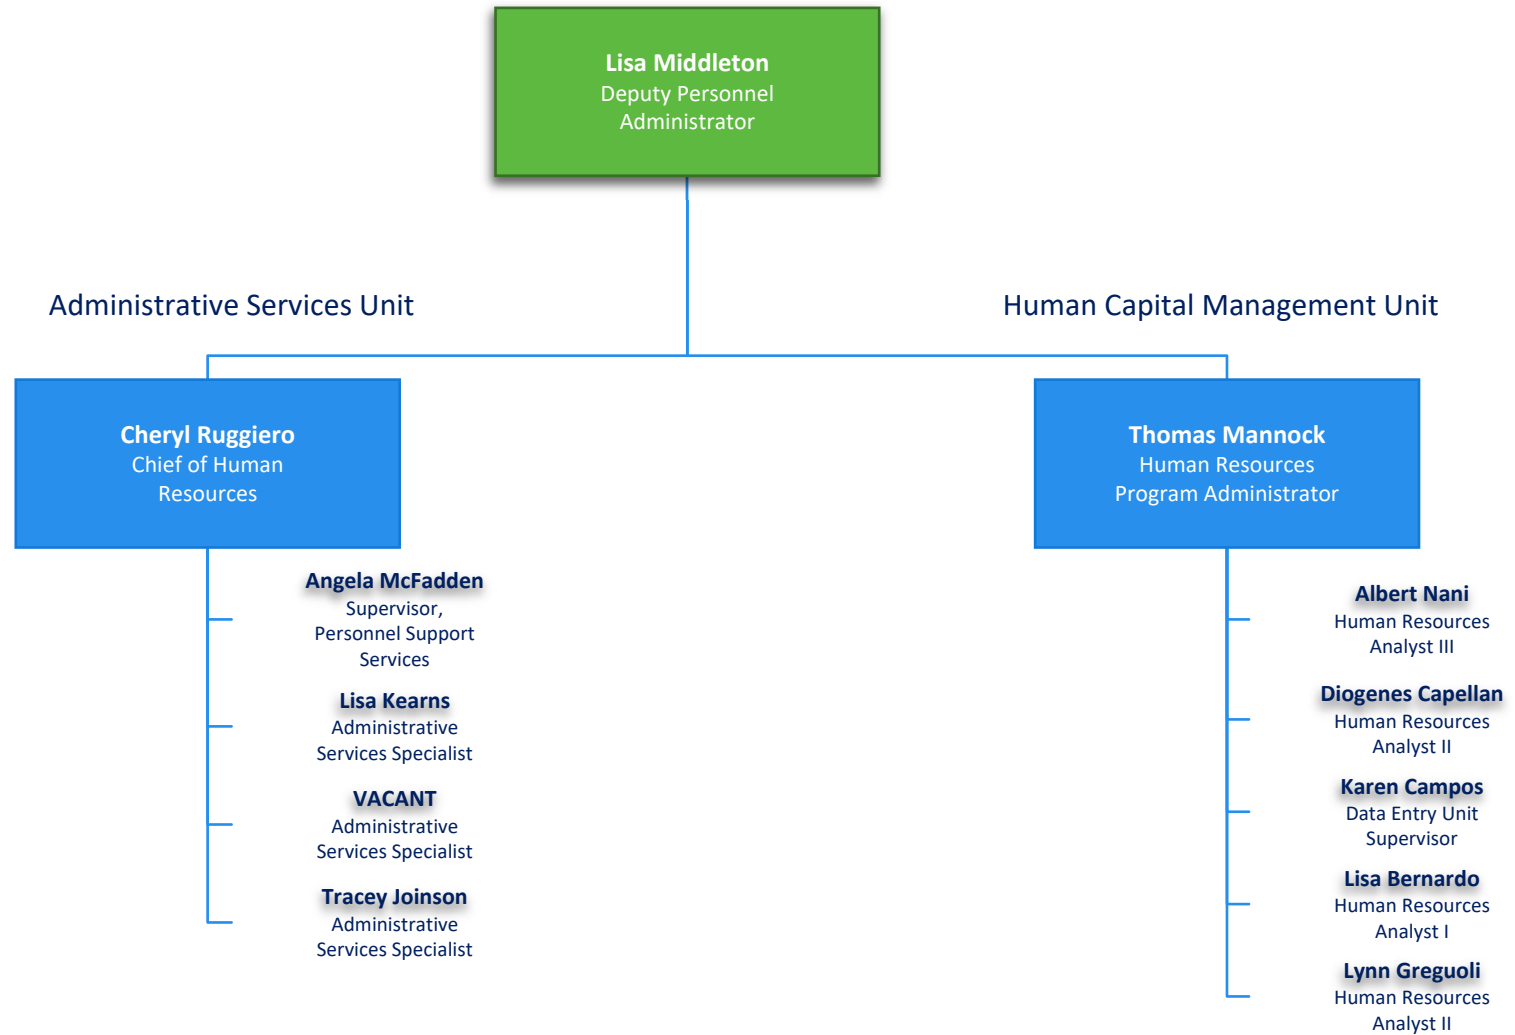 Lisa Middleton
Deputy Personnel
Administrator
Administrative Services Unit
Human Capital Management Unit
Cheryl Ruggiero
Chief of Human
Resources
Thomas Mannock
Human Resources
Program Administrator
Angela McFadden
Supervisor,
Personnel Support
Services
Lisa Kearns
Administrative
Services Specialist
VACANT
Administrative
Services Specialist
Tracey Joinson
Administrative
Services Specialist
Albert Nani
Human Resources
Analyst III
Diogenes Capellan
Human Resources
Analyst II
Karen Campos
Data Entry Unit
Supervisor
Lisa Bernardo
Human Resources
Analyst I
Lynn Greguoli
Human Resources
Analyst II